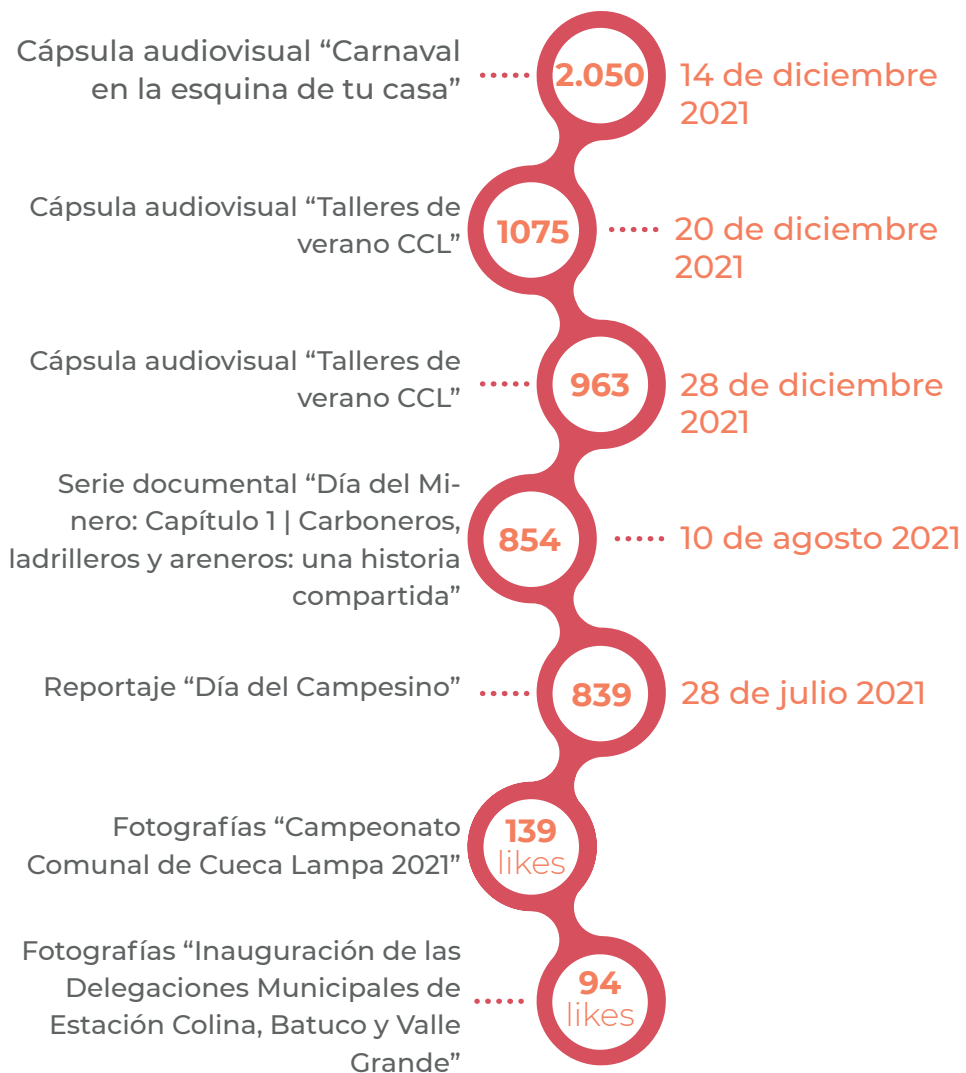 Cápsula audiovisual “Carnaval
en la esquina de tu casa”
2.050
14 de diciembre
2021
Cápsula audiovisual “Talleres de
verano CCL”
1075
20 de diciembre
2021
Cápsula audiovisual “Talleres de
verano CCL”
963
28 de diciembre
2021
Serie documental “Día del Mi-
nero: Capítulo 1 | Carboneros,
ladrilleros y areneros: una historia
compartida”
854
10 de agosto 2021
Reportaje “Día del Campesino”
839
28 de julio 2021
Fotografías “Campeonato
Comunal de Cueca Lampa 2021”
139
likes
Fotografías “Inauguración de las
Delegaciones Municipales de
Estación Colina, Batuco y Valle
Grande”
94
likes